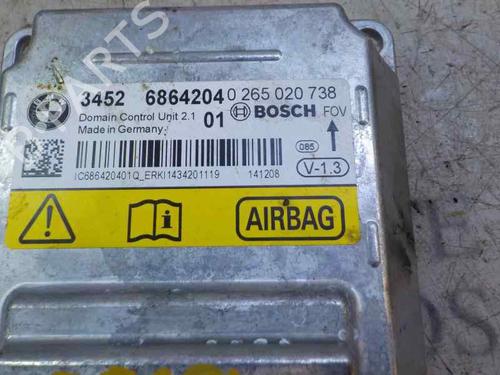 3452 6864204 0 265 020 738
Domain Control Unit 2.1 01 BOSCH FOV
Made in Germany
085
IC686420401Q_ERKI1434201119 141208 V-1.3
AIRBAG